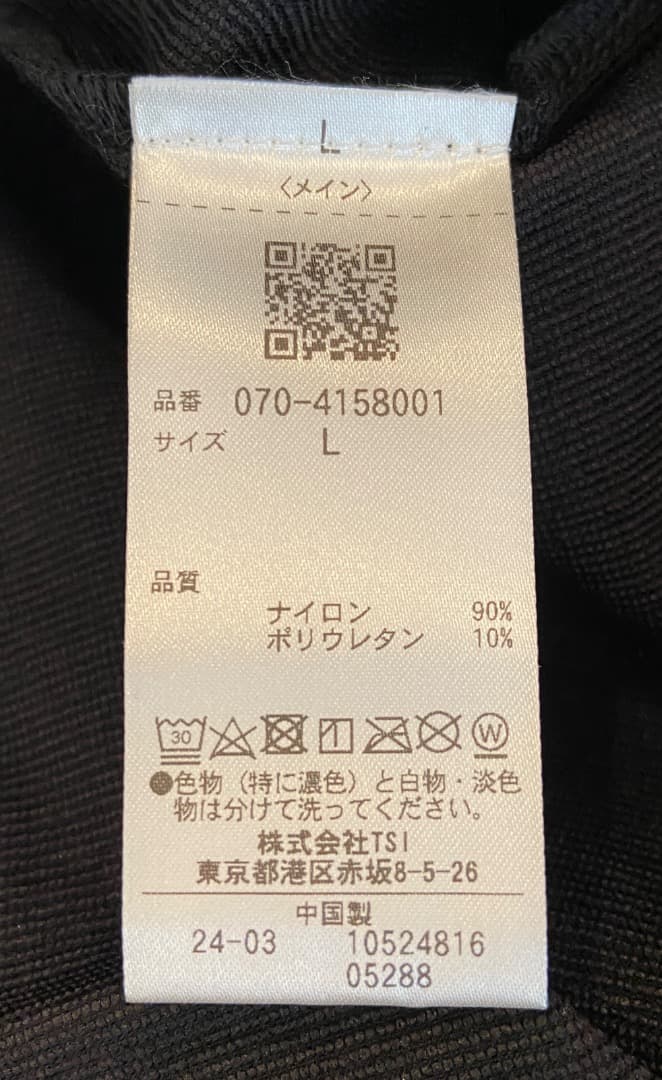 L
〈メイン〉
品番 070-4158001
サイズ L
品質
ナイロン 90%
ポリウレタン 10%
30 W
●色物（特に濃色）と白物・淡色
物は分けて洗ってください。
株式会社TSI
東京都港区赤坂8-5-26
中国製
24-03 10524816
05288